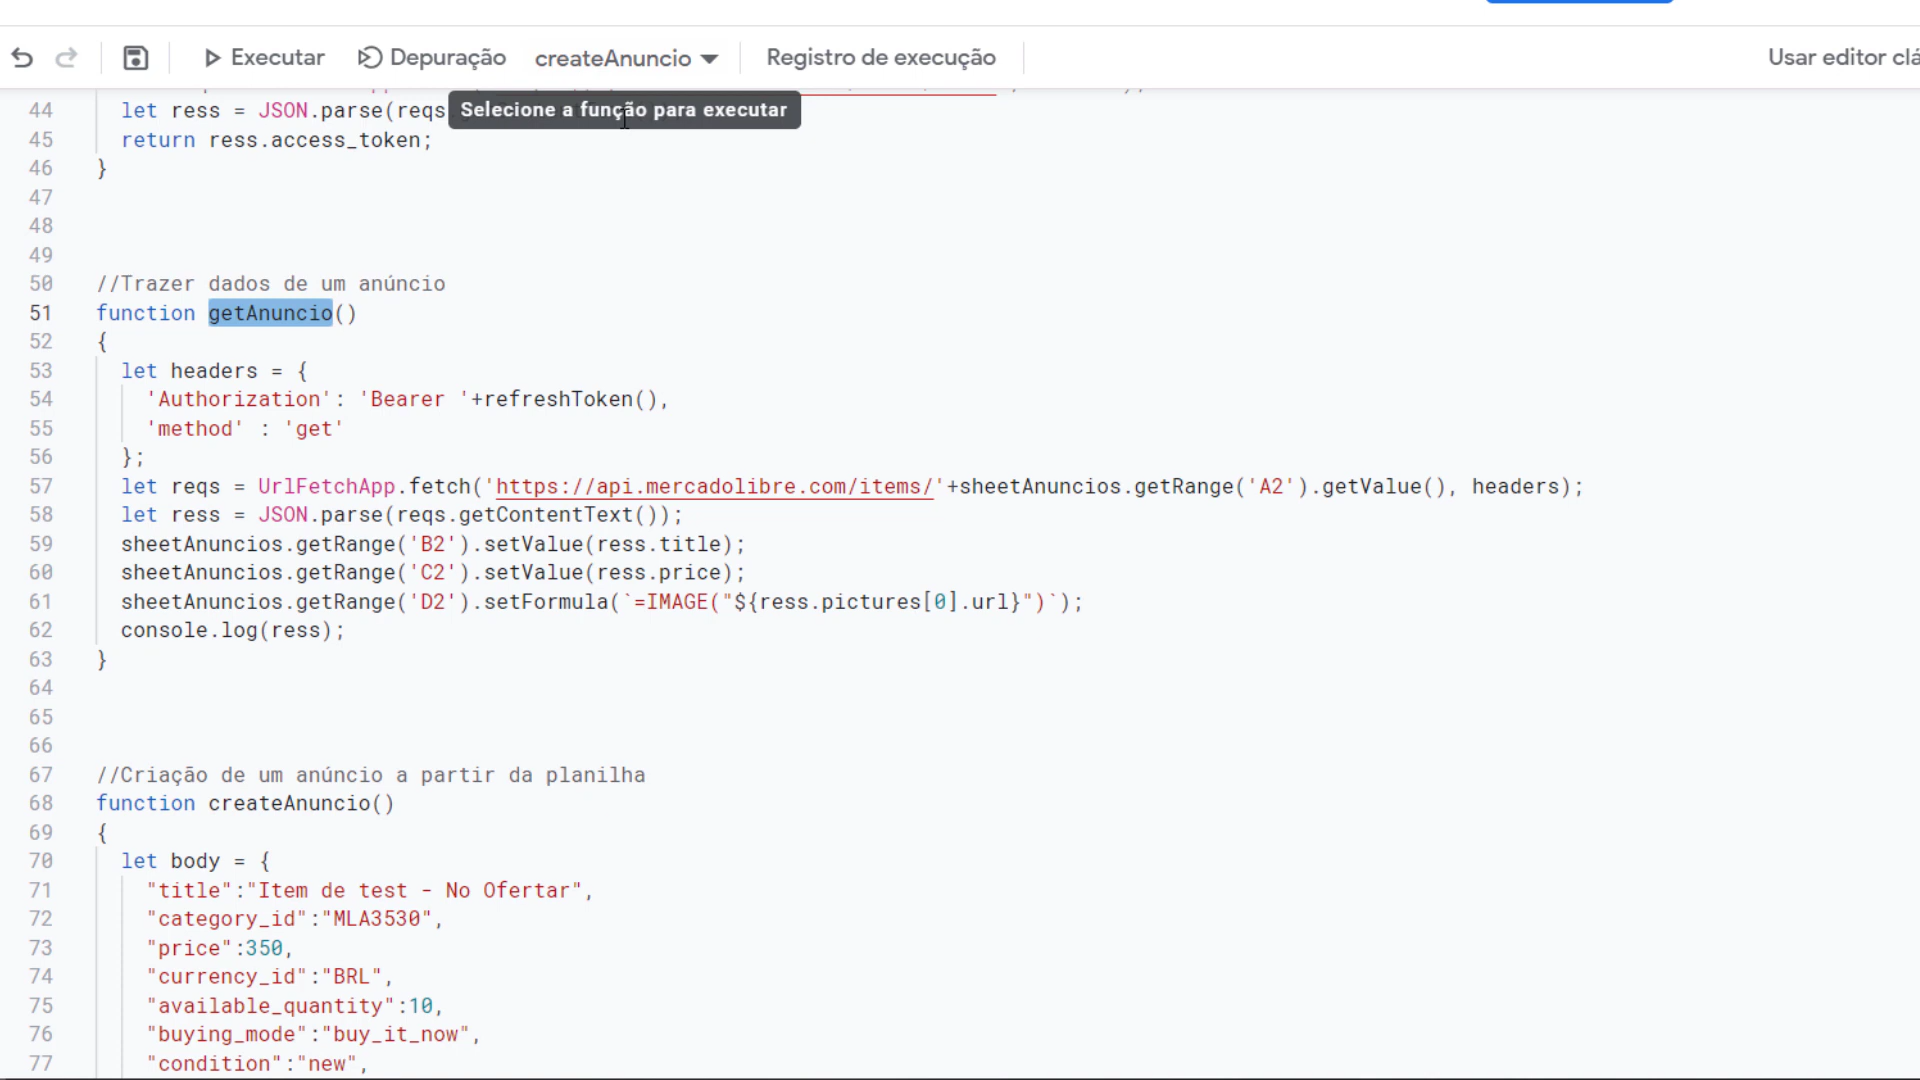 Executar Depuração createAnuncio Registro de execução Usar editor clá
Selecione a função para executar
44 let ress = JSON.parse(reqs
45 return ress.access_token;
46 }
47
48
49
50 //Trazer dados de um anúncio
51 function getAnuncio()
52 {
53 let headers = {
54 'Authorization': 'Bearer '+refreshToken(),
55 'method' : 'get'
56 };
57 let reqs = UrlFetchApp.fetch('https://api.mercadolibre.com/items/'+sheetAnuncios.getRange('A2').getValue(), headers);
58 let ress = JSON.parse(reqs.getContentText());
59 sheetAnuncios.getRange('B2').setValue(ress.title);
60 sheetAnuncios.getRange('C2').setValue(ress.price);
61 sheetAnuncios.getRange('D2').setFormula(`=IMAGE("${ress.pictures[0].url}")`);
62 console.log(ress);
63 }
64
65
66
67 //Criação de um anúncio a partir da planilha
68 function createAnuncio()
69 {
70 let body = {
71 "title":"Item de test - No Ofertar",
72 "category_id":"MLA3530",
73 "price":350,
74 "currency_id":"BRL",
75 "available_quantity":10,
76 "buying_mode":"buy_it_now",
77 "condition":"new",